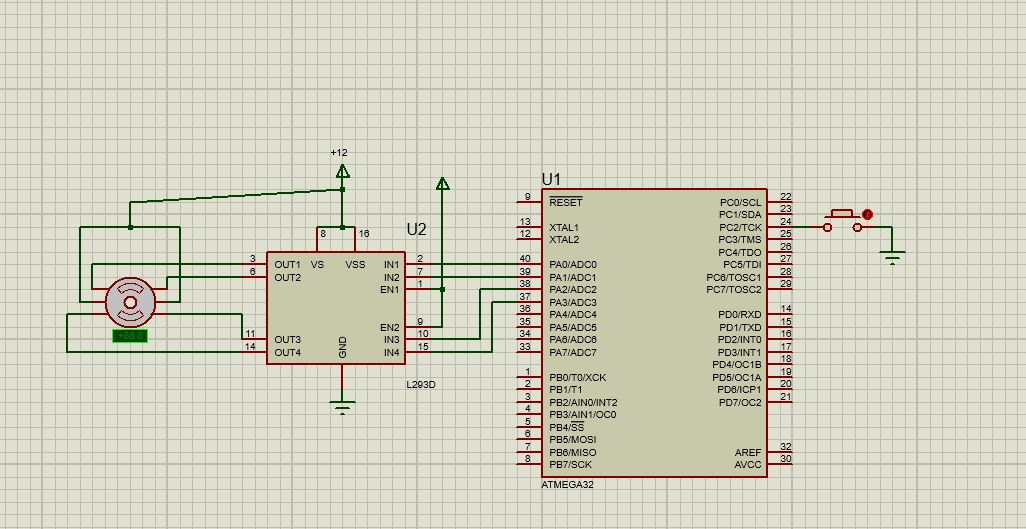 +12
U1
U2
9 RESET
13 XTAL1
12 XTAL2
40 PA0/ADC0
39 PA1/ADC1
38 PA2/ADC2
37 PA3/ADC3
36 PA4/ADC4
35 PA5/ADC5
34 PA6/ADC6
33 PA7/ADC7
1 PB0/T0/XCK
2 PB1/T1
3 PB2/AIN0/INT2
4 PB3/AIN1/OC0
5 PB4/SS
6 PB5/MOSI
7 PB6/MISO
8 PB7/SCK
PC0/SCL 22
PC1/SDA 23
PC2/TCK 24
PC3/TMS 25
PC4/TDO 26
PC5/TDI 27
PC6/TOSC1 28
PC7/TOSC2 29
PD0/RXD 14
PD1/TXD 15
PD2/INT0 16
PD3/INT1 17
PD4/OC1B 18
PD5/OC1A 19
PD6/ICP1 20
PD7/OC2 21
AREF 32
AVCC 30
ATMEGA32
8 16
VS VSS
3 OUT1
6 OUT2
11 OUT3
14 OUT4
IN1 2
IN2 7
EN1 1
EN2 9
IN3 10
IN4 15
GND
L293D